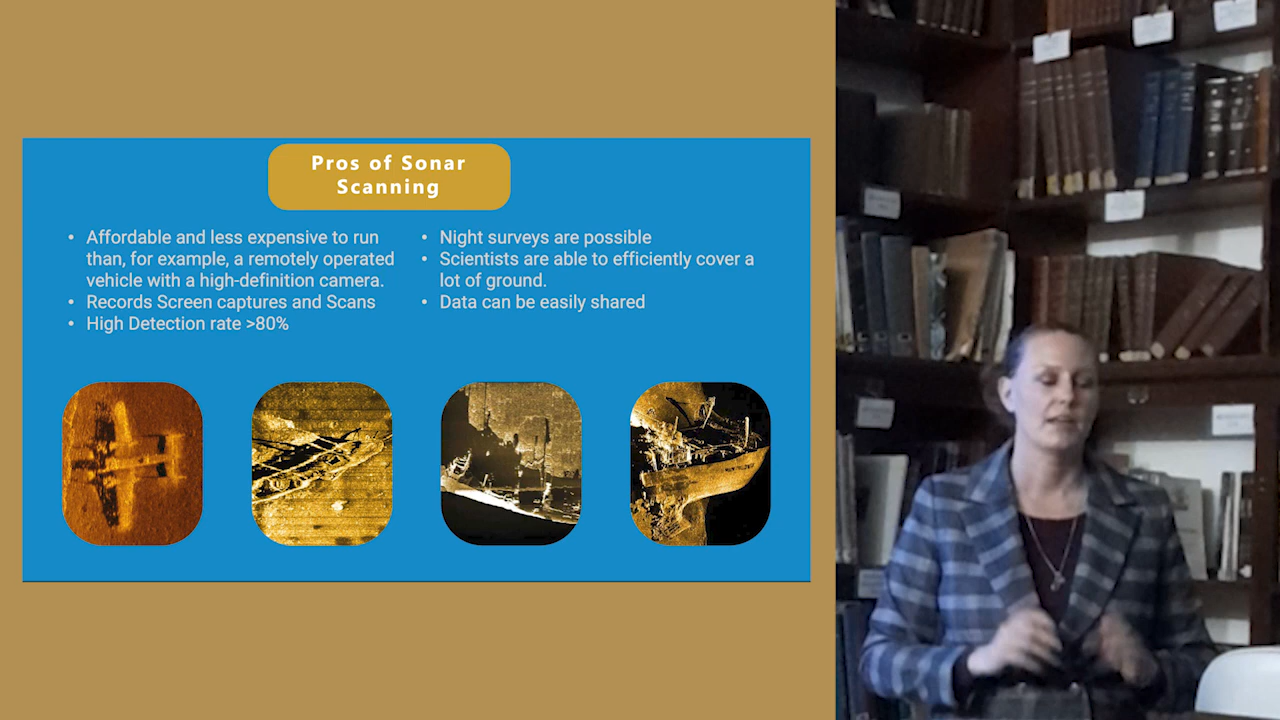 Pros of Sonar
Scanning
• Affordable and less expensive to run
than, for example, a remotely operated
vehicle with a high-definition camera.
• Records Screen captures and Scans
• High Detection rate >80%
• Night surveys are possible
• Scientists are able to efficiently cover a
lot of ground.
• Data can be easily shared